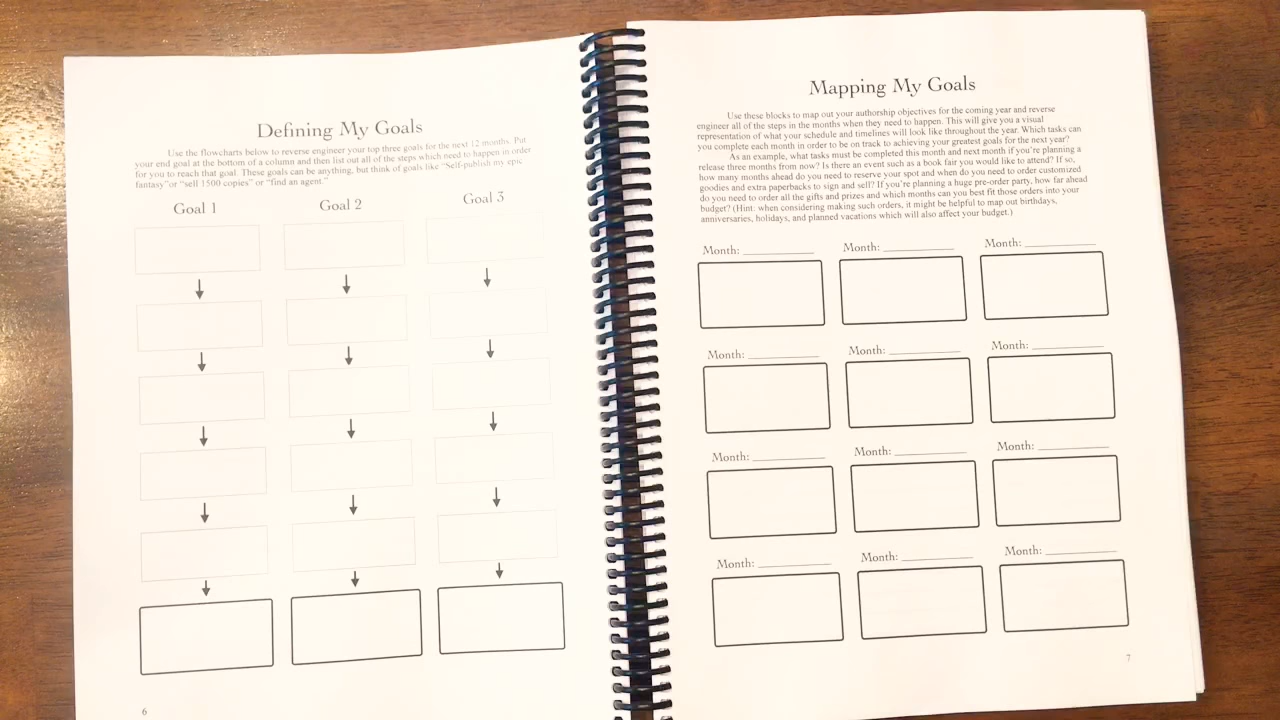 Defining My Goals
Use the flowcharts below to reverse engineer your top three goals for the next 12 months. Put
your end goal at the bottom of a column and then list out all of the steps which need to happen in order
for you to reach that goal. These goals can be anything, but think of goals like "Self-publish my epic
fantasy" or "sell 1500 copies" or "find an agent."
Goal 1
Goal 2
Goal 3
6
Mapping My Goals
Use these blocks to map out your authorship objectives for the coming year and reverse
engineer all of the steps in the months when they need to happen. This will give you a visual
representation of what your schedule and timelines will look like throughout the year. Which tasks can
you complete each month in order to be on track to achieving your greatest goals for the next year?
As an example, what tasks must be completed this month and next month if you're planning a
release three months from now? Is there an event such as a book fair you would like to attend? If so,
how many months ahead do you need to reserve your spot and when do you need to order customized
goodies and extra paperbacks to sign and sell? If you're planning a huge pre-order party, how far ahead
do you need to order all the gifts and prizes and which months can you best fit those orders into your
budget? (Hint: when considering making such orders, it might be helpful to map out birthdays,
anniversaries, holidays, and planned vacations which will also affect your budget.)
Month: ____________
Month: ____________
Month: ____________
Month: ____________
Month: ____________
Month: ____________
Month: ____________
Month: ____________
Month: ____________
Month: ____________
Month: ____________
Month: ____________
7